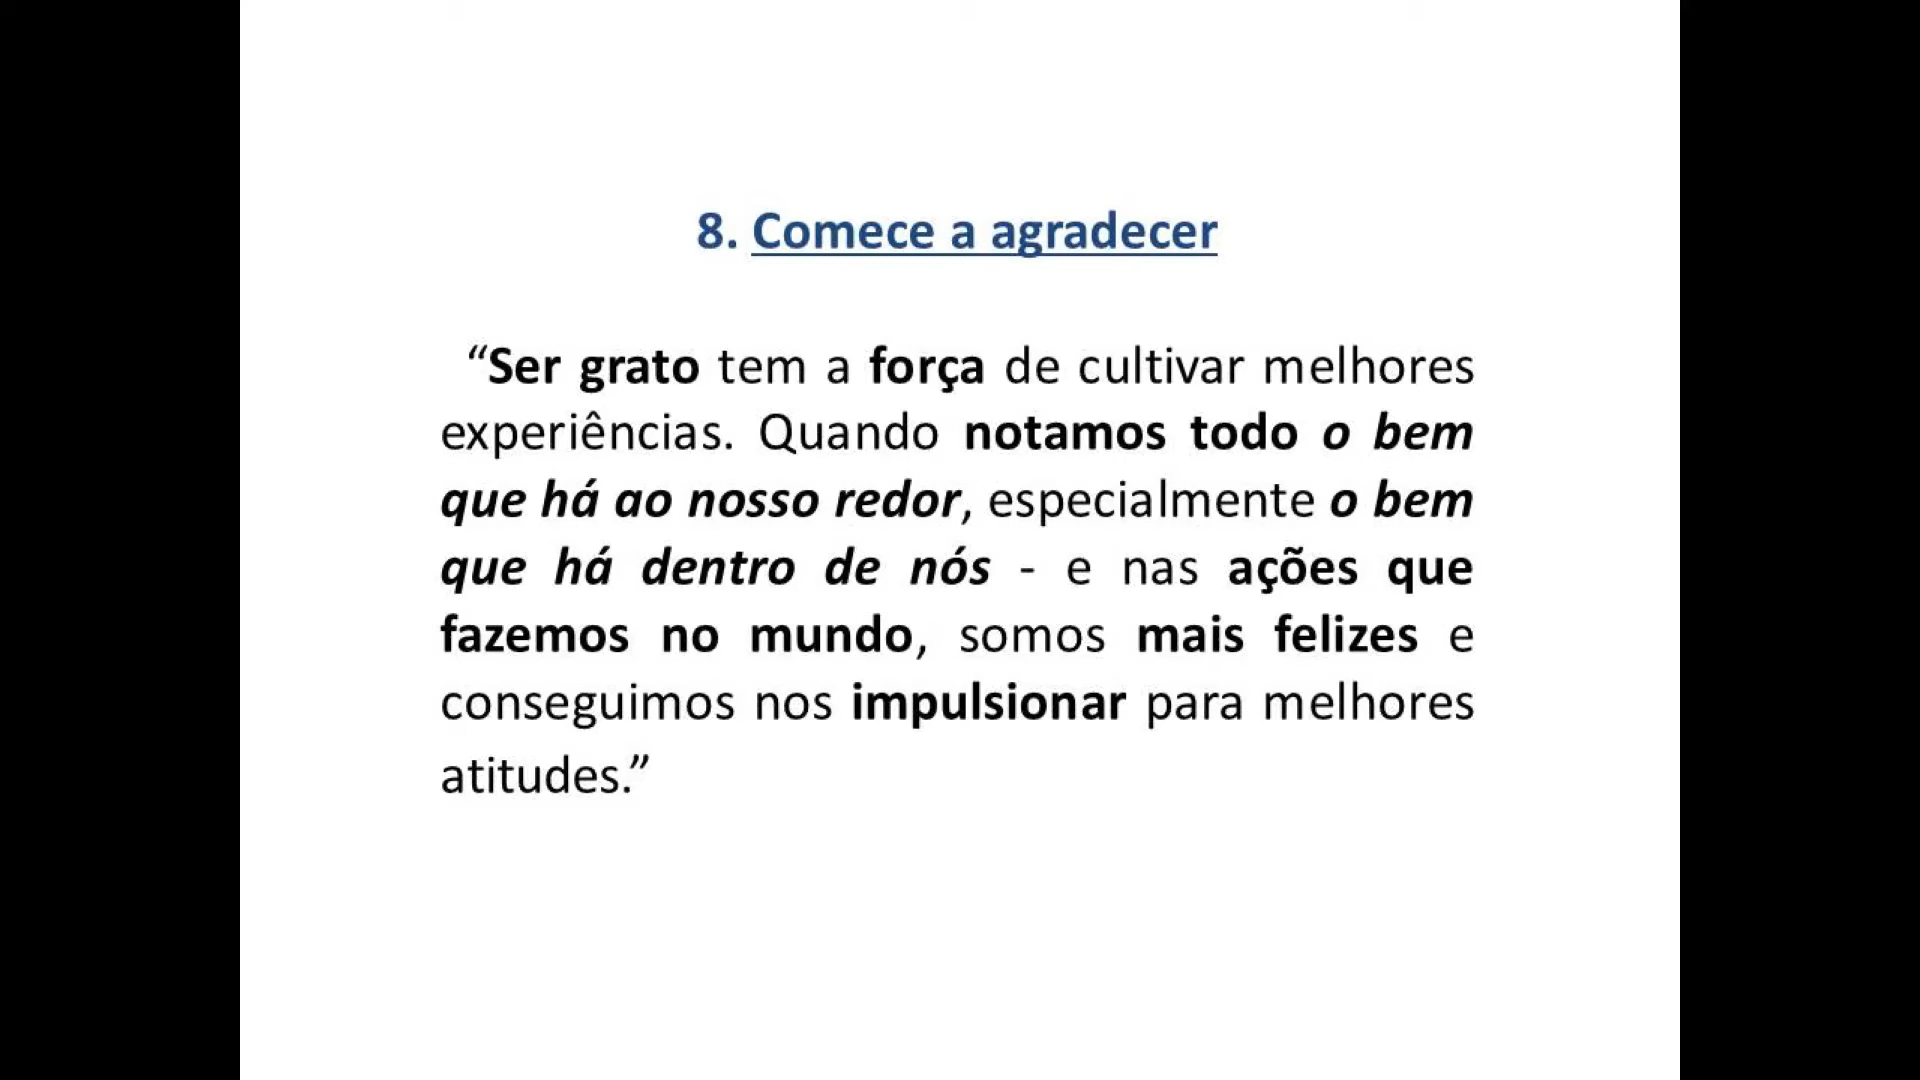 8. Comece a agradecer
“Ser grato tem a força de cultivar melhores
experiências. Quando notamos todo o bem
que há ao nosso redor, especialmente o bem
que há dentro de nós - e nas ações que
fazemos no mundo, somos mais felizes e
conseguimos nos impulsionar para melhores
atitudes.”